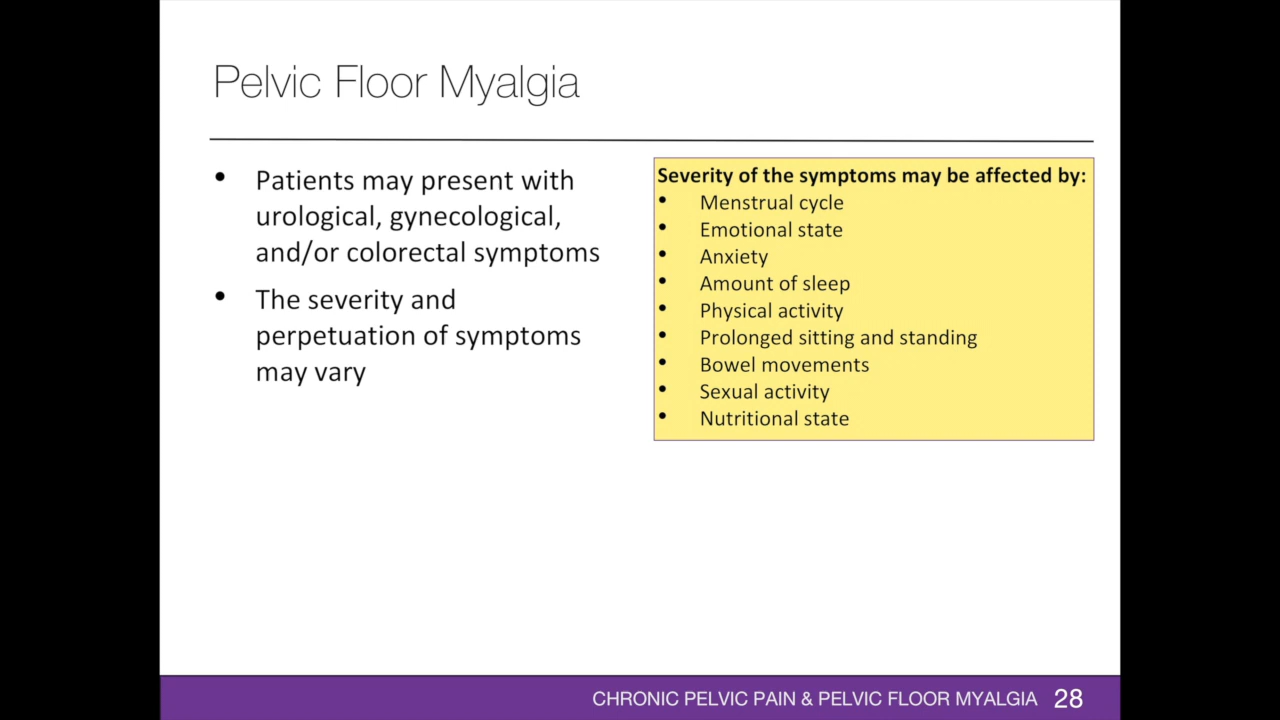 Pelvic Floor Myalgia
• Patients may present with
urological, gynecological,
and/or colorectal symptoms
• The severity and
perpetuation of symptoms
may vary
Severity of the symptoms may be affected by:
• Menstrual cycle
• Emotional state
• Anxiety
• Amount of sleep
• Physical activity
• Prolonged sitting and standing
• Bowel movements
• Sexual activity
• Nutritional state
CHRONIC PELVIC PAIN & PELVIC FLOOR MYALGIA 28